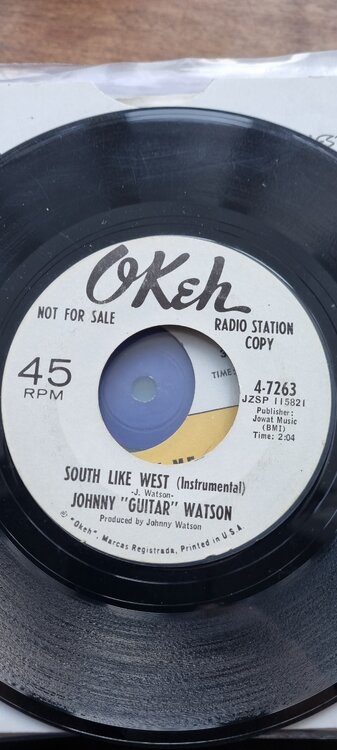 OKeh
NOT FOR SALE
RADIO STATION
COPY
45
RPM
4-7263
JZSP 115821
Publisher:
Jowat Music
(BMI)
Time: 2:04
TIME:
SOUTH LIKE WEST (Instrumental)
-J. Watson-
JOHNNY "GUITAR" WATSON
Produced by Johnny Watson
® "Okeh", Marcas Registrada, Printed in U.S.A.